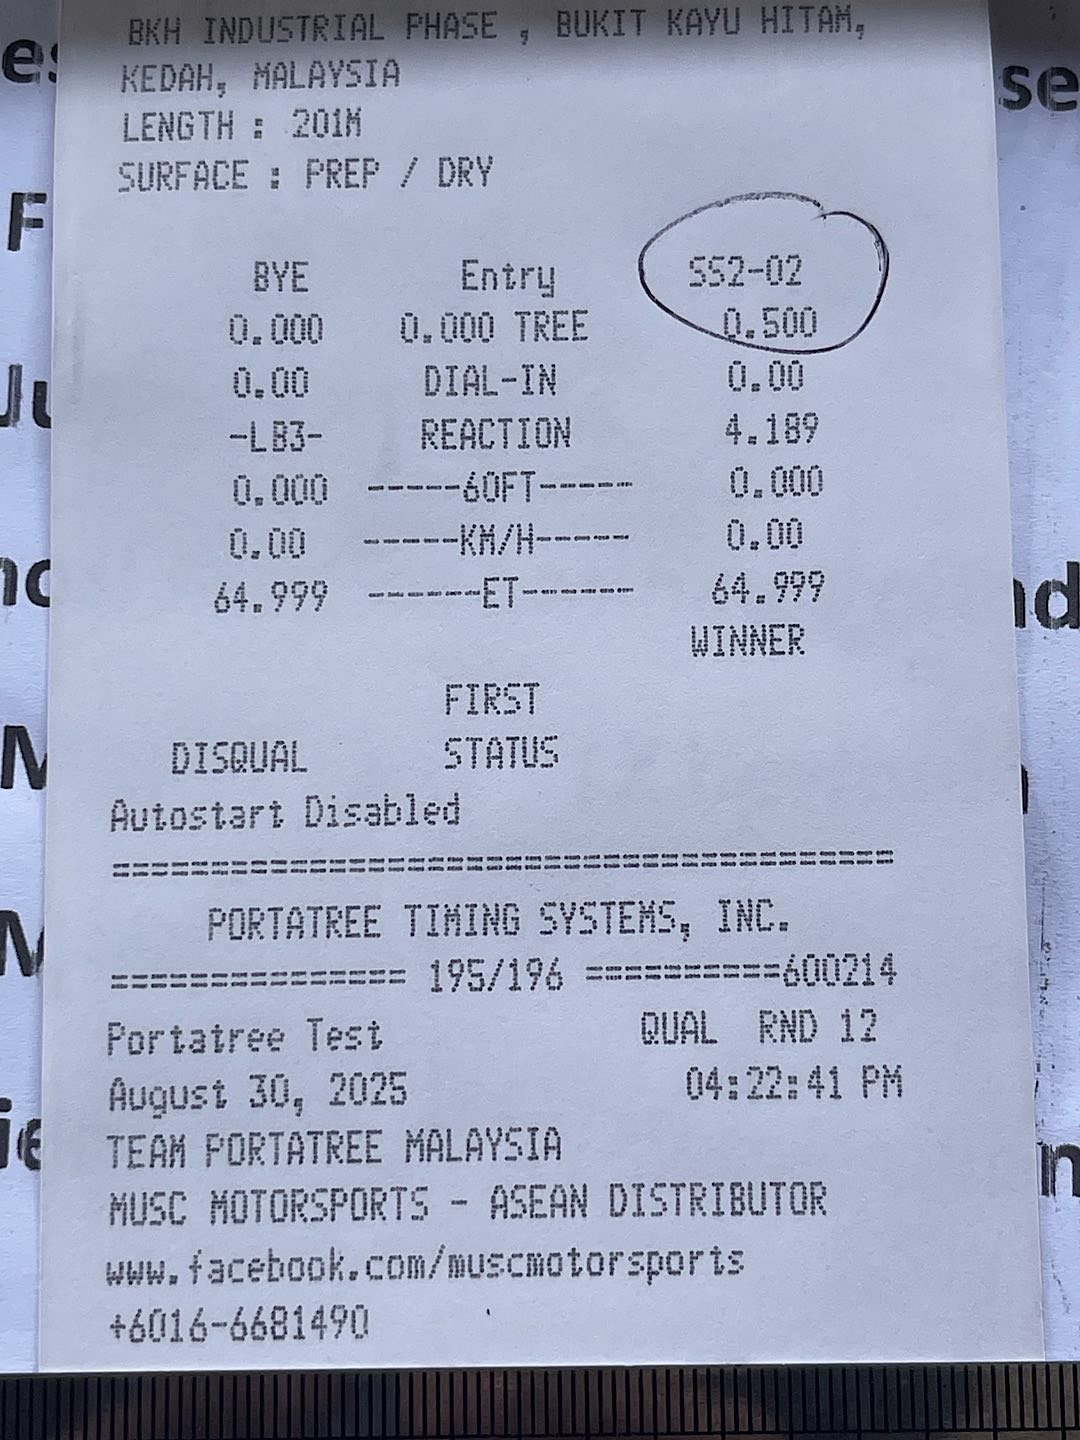 BKH INDUSTRIAL PHASE , BUKIT KAYU HITAM,
KEDAH, MALAYSIA
LENGTH : 201M
SURFACE : PREP / DRY
BYE Entry SS2-02
0.000 0.000 TREE 0.500
0.00 DIAL-IN 0.00
-LB3- REACTION 4.189
0.000 -----60FT----- 0.000
0.00 -----KM/H----- 0.00
64.999 ------ET------ 64.999
WINNER
FIRST
DISQUAL STATUS
Autostart Disabled
==========================================
PORTATREE TIMING SYSTEMS, INC.
================ 195/196 ==========600214
Portatree Test QUAL RND 12
August 30, 2025 04:22:41 PM
TEAM PORTATREE MALAYSIA
MUSC MOTORSPORTS - ASEAN DISTRIBUTOR
www.facebook.com/muscmotorsports
+6016-6681490